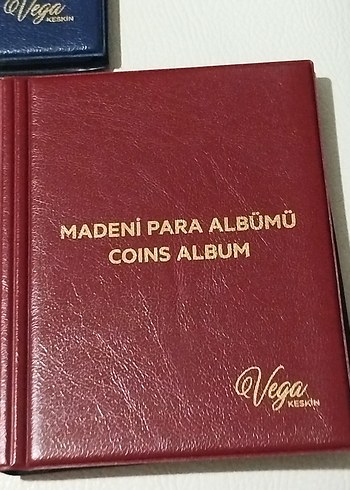 Vega
KESKİN
MADENİ PARA ALBÜMÜ
COINS ALBUM
Vega
KESKİN